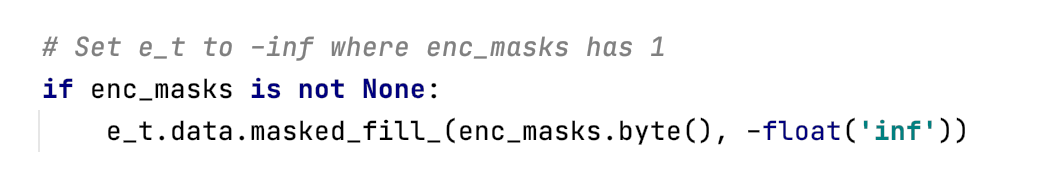 # Set e_t to -inf where enc_masks has 1
if enc_masks is not None:
    e_t.data.masked_fill_(enc_masks.byte(), -float('inf'))